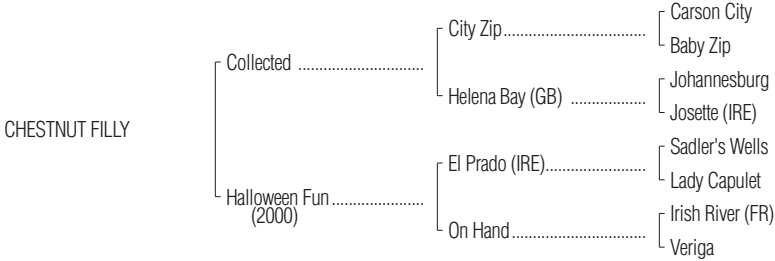 Carson City
City Zip
Baby Zip
Collected
Johannesburg
Helena Bay (GB)
Josette (IRE)
CHESTNUT FILLY
Sadler's Wells
El Prado (IRE)
Lady Capulet
Halloween Fun
(2000)
Irish River (FR)
On Hand
Veriga